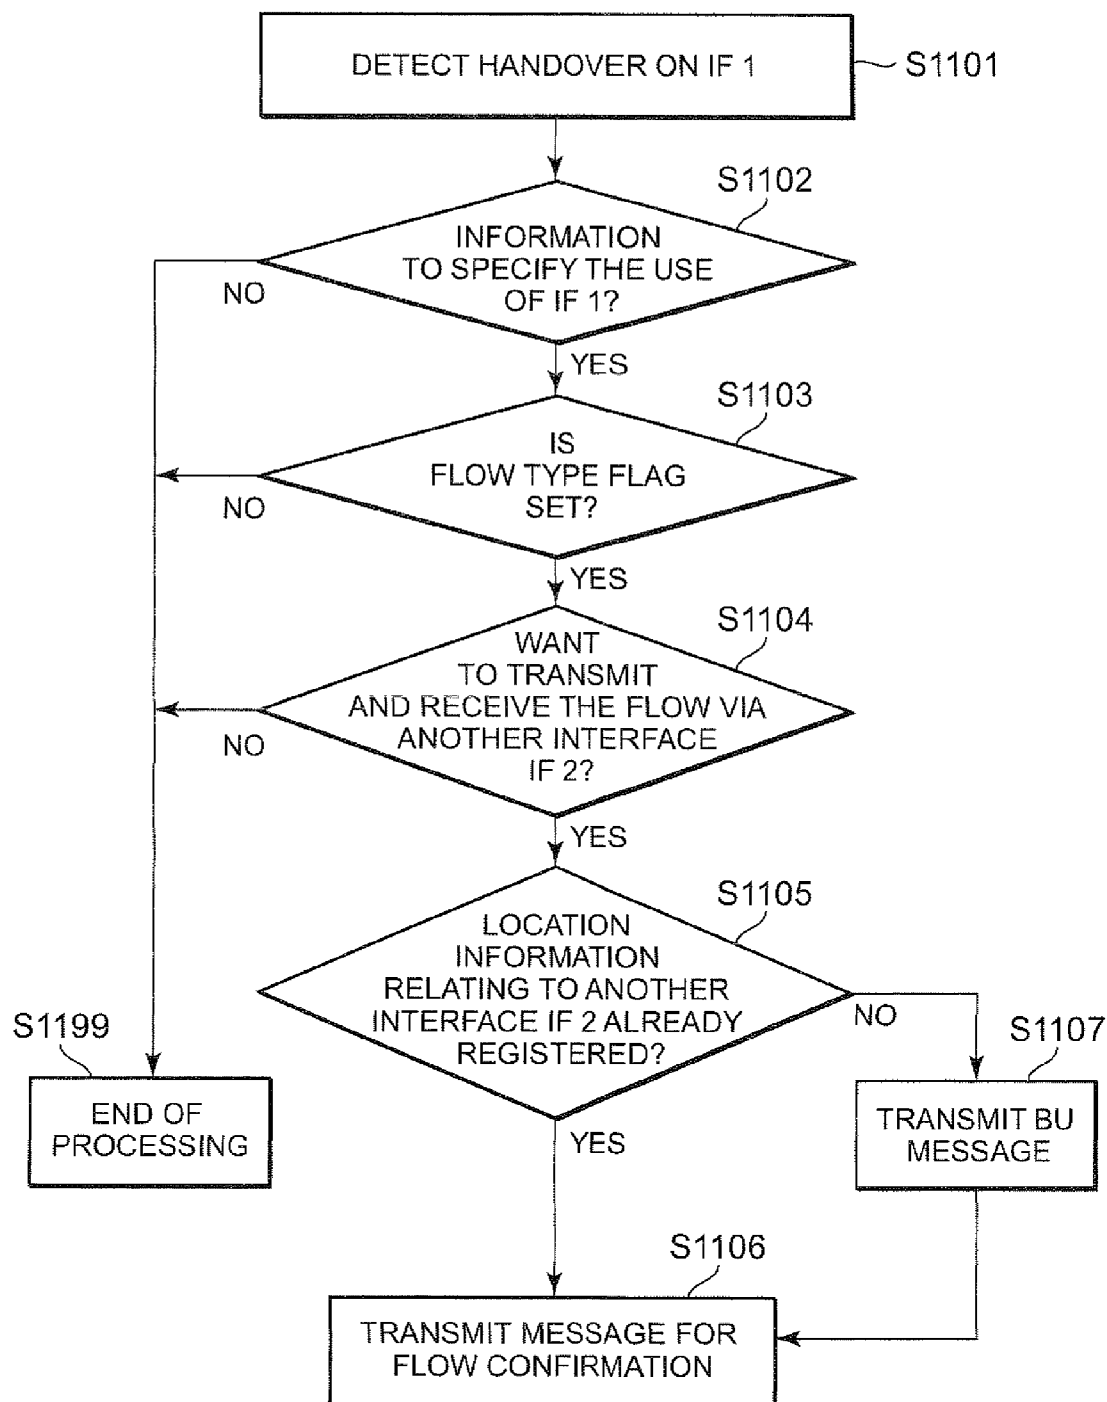 DETECT HANDOVER ON IF 1
S1101
S1102
INFORMATION
TO SPECIFY THE USE
OF IF 1?
NO
YES
S1103
IS
FLOW TYPE FLAG
SET?
NO
YES
S1104
WANT
TO TRANSMIT
AND RECEIVE THE FLOW VIA
ANOTHER INTERFACE
IF 2?
NO
YES
S1105
LOCATION
INFORMATION
RELATING TO ANOTHER
INTERFACE IF 2 ALREADY
REGISTERED?
NO
YES
S1199
END OF
PROCESSING
S1107
TRANSMIT BU
MESSAGE
S1106
TRANSMIT MESSAGE FOR
FLOW CONFIRMATION